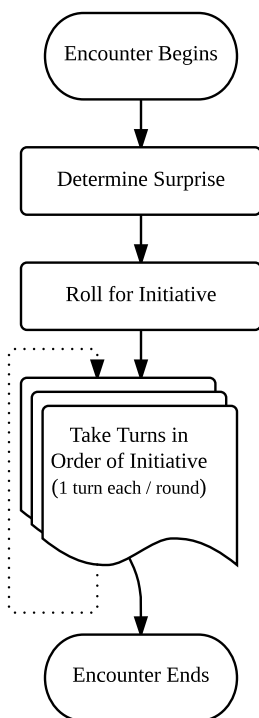 Encounter Begins
Determine Surprise
Roll for Initiative
Take Turns in
Order of Initiative
(1 turn each / round)
Encounter Ends